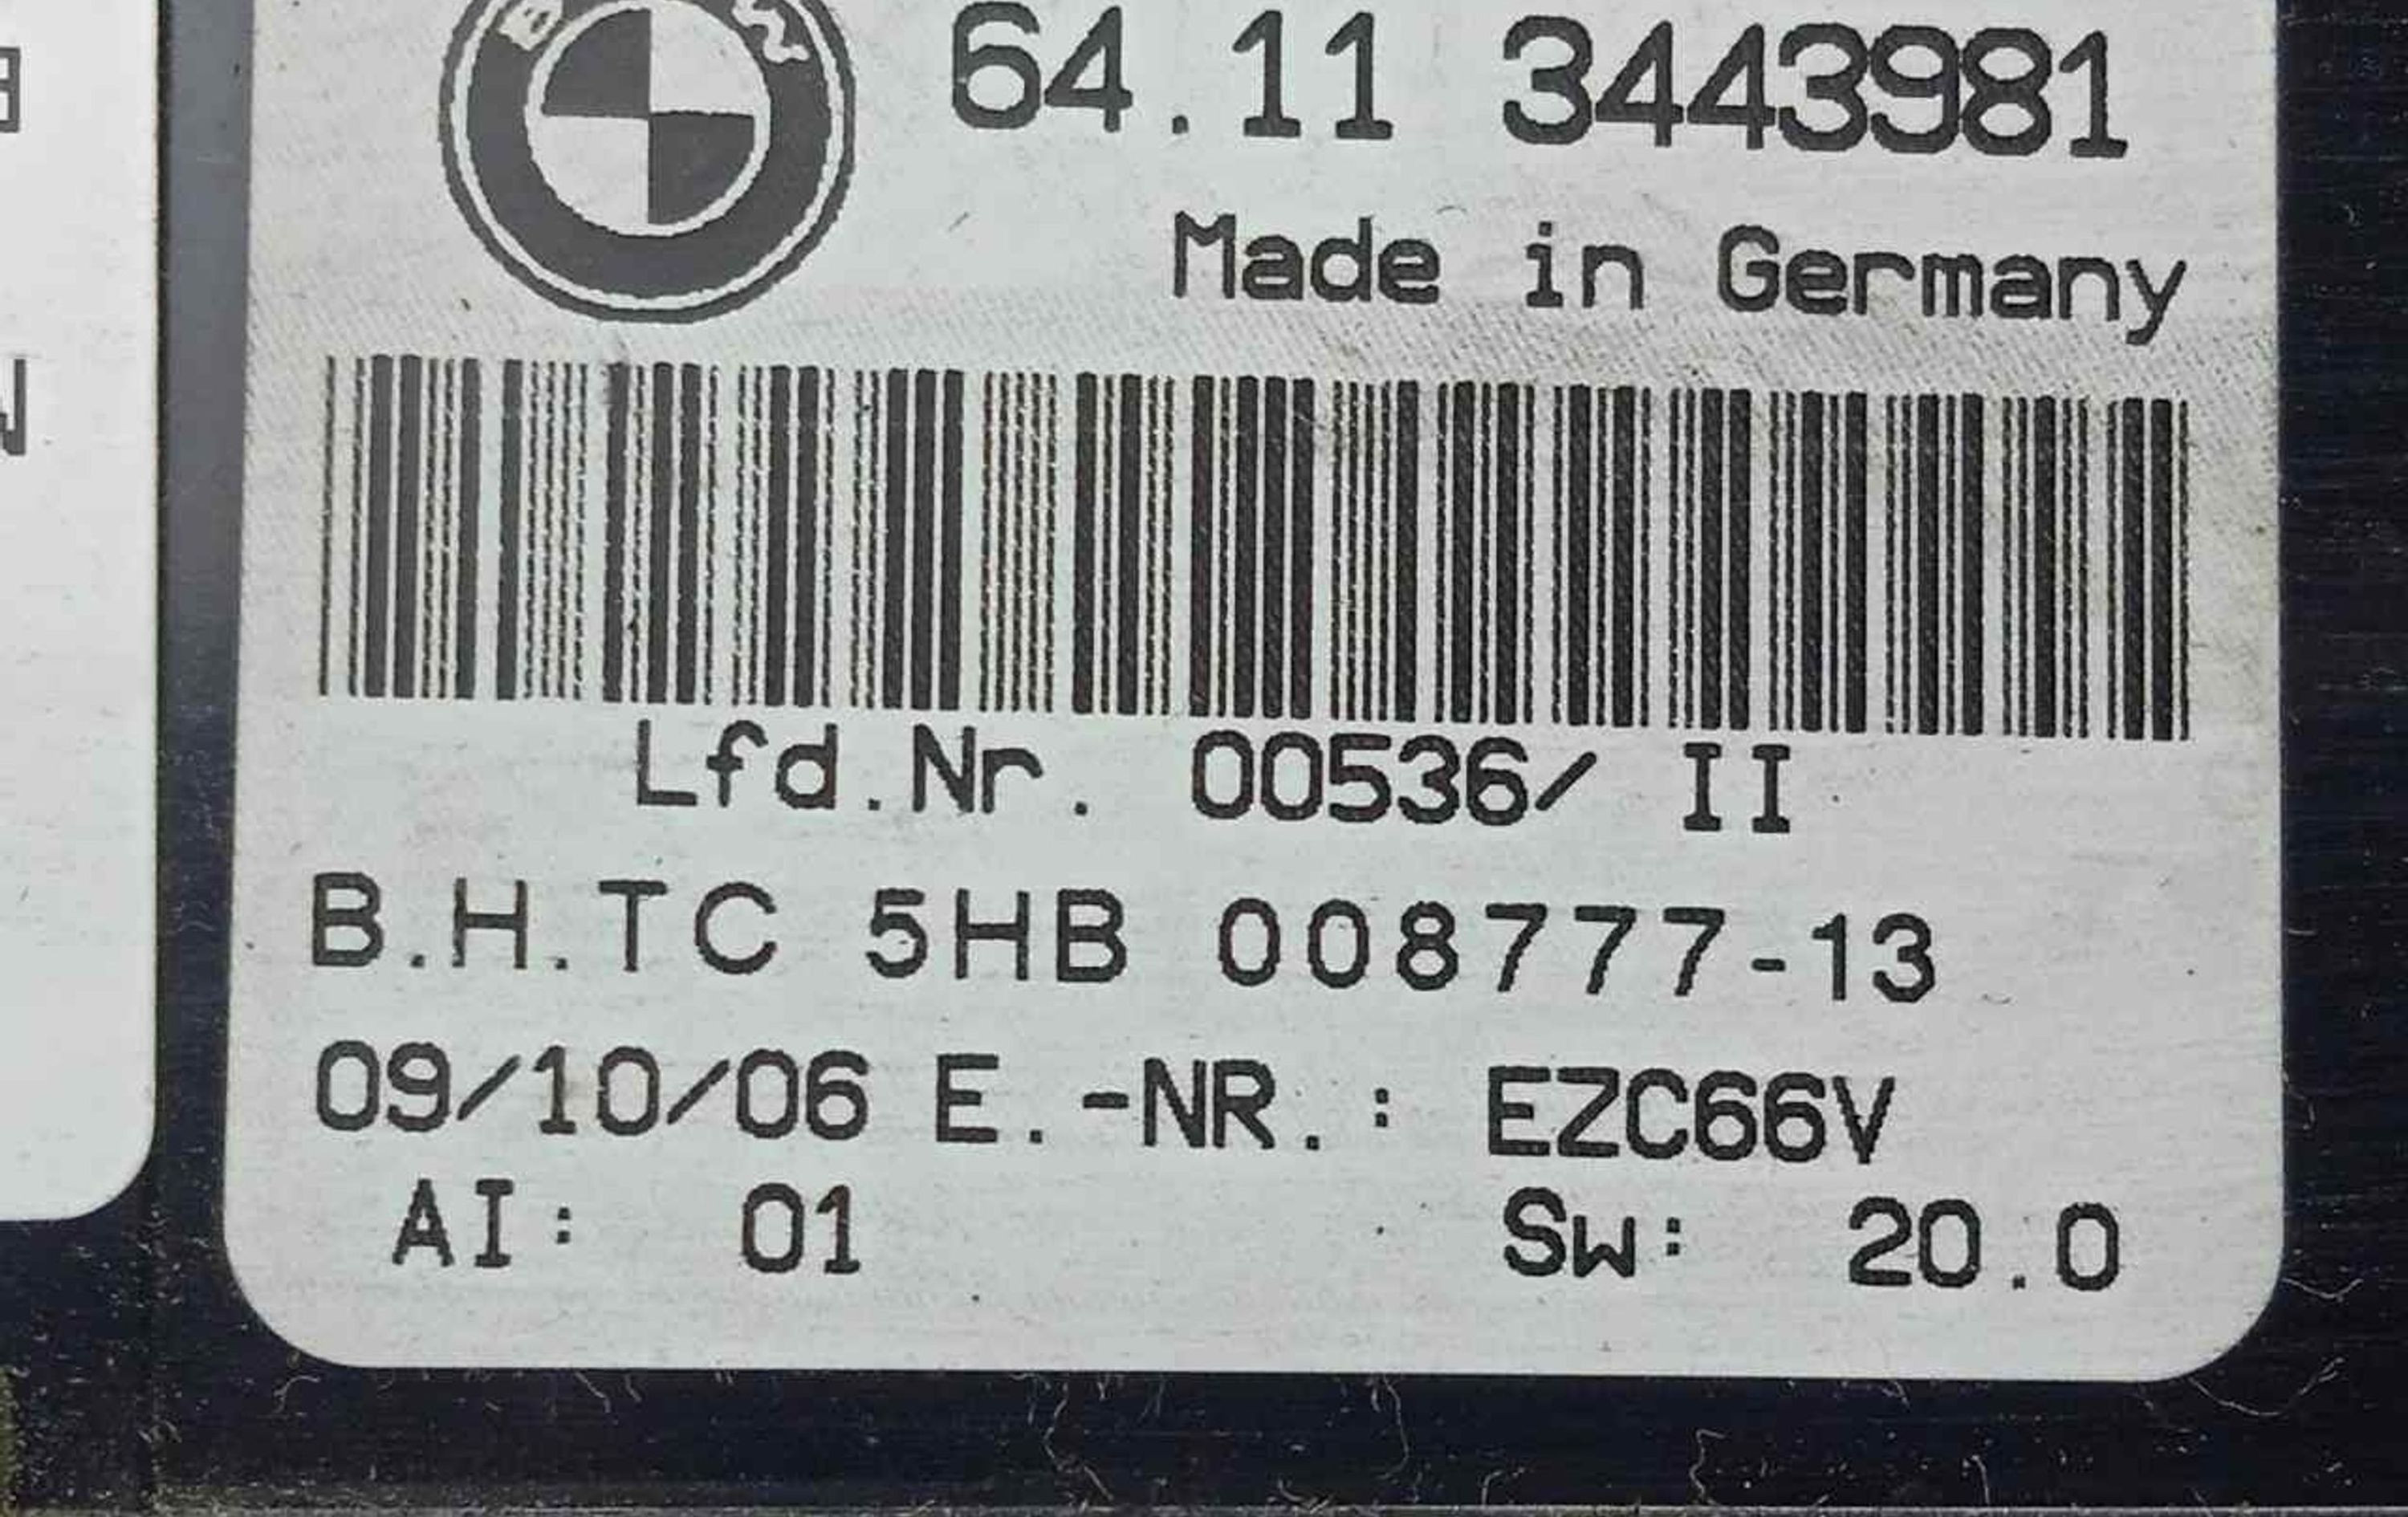 64.11 3443981
Made in Germany
Lfd.Nr. 00536/ II
B.H.TC 5HB 008777-13
09/10/06 E.-NR.: EZC66V
AI: 01 Sw: 20.0